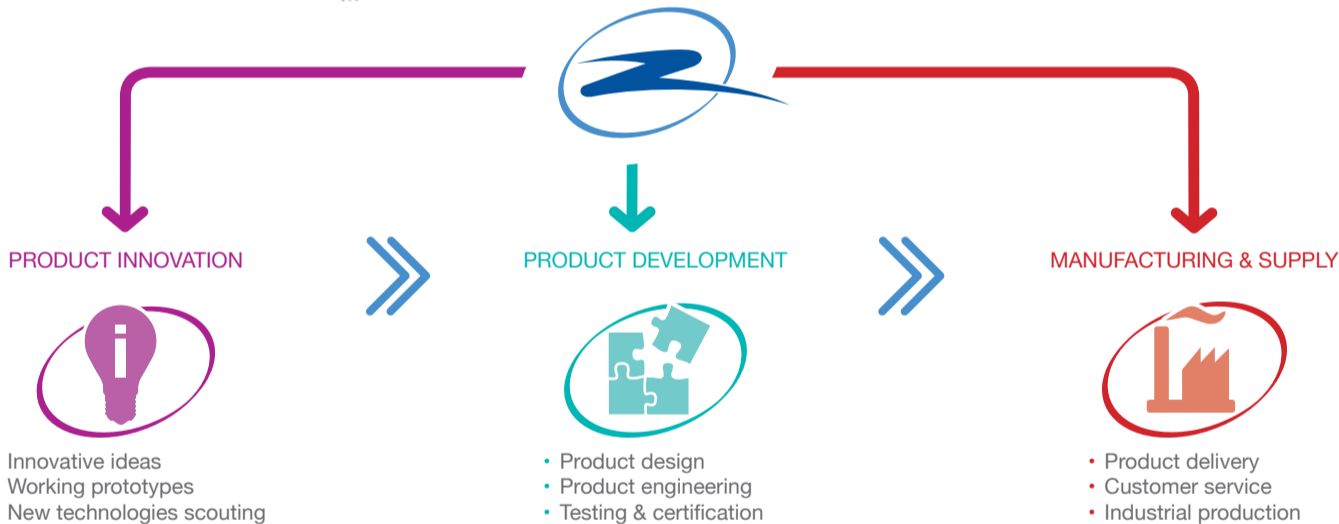 PRODUCT INNOVATION
Innovative ideas
Working prototypes
New technologies scouting
PRODUCT DEVELOPMENT
• Product design
• Product engineering
• Testing & certification
MANUFACTURING & SUPPLY
• Product delivery
• Customer service
• Industrial production